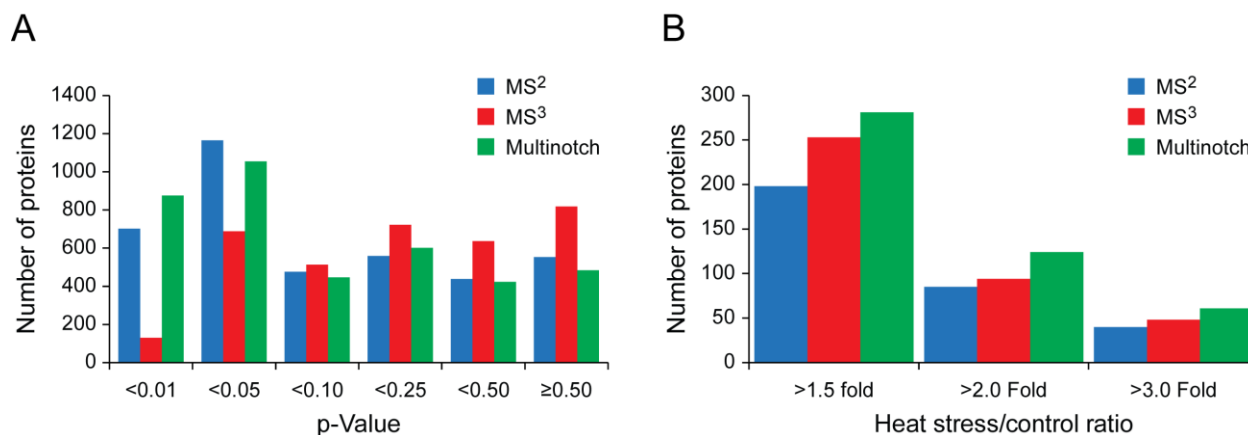 A
MS²
MS³
Multinotch
Number of proteins
1400
1200
1000
800
600
400
200
0
<0.01 <0.05 <0.10 <0.25 <0.50 ≥0.50
p-Value
B
MS²
MS³
Multinotch
Number of proteins
300
250
200
150
100
50
0
>1.5 fold >2.0 Fold >3.0 Fold
Heat stress/control ratio